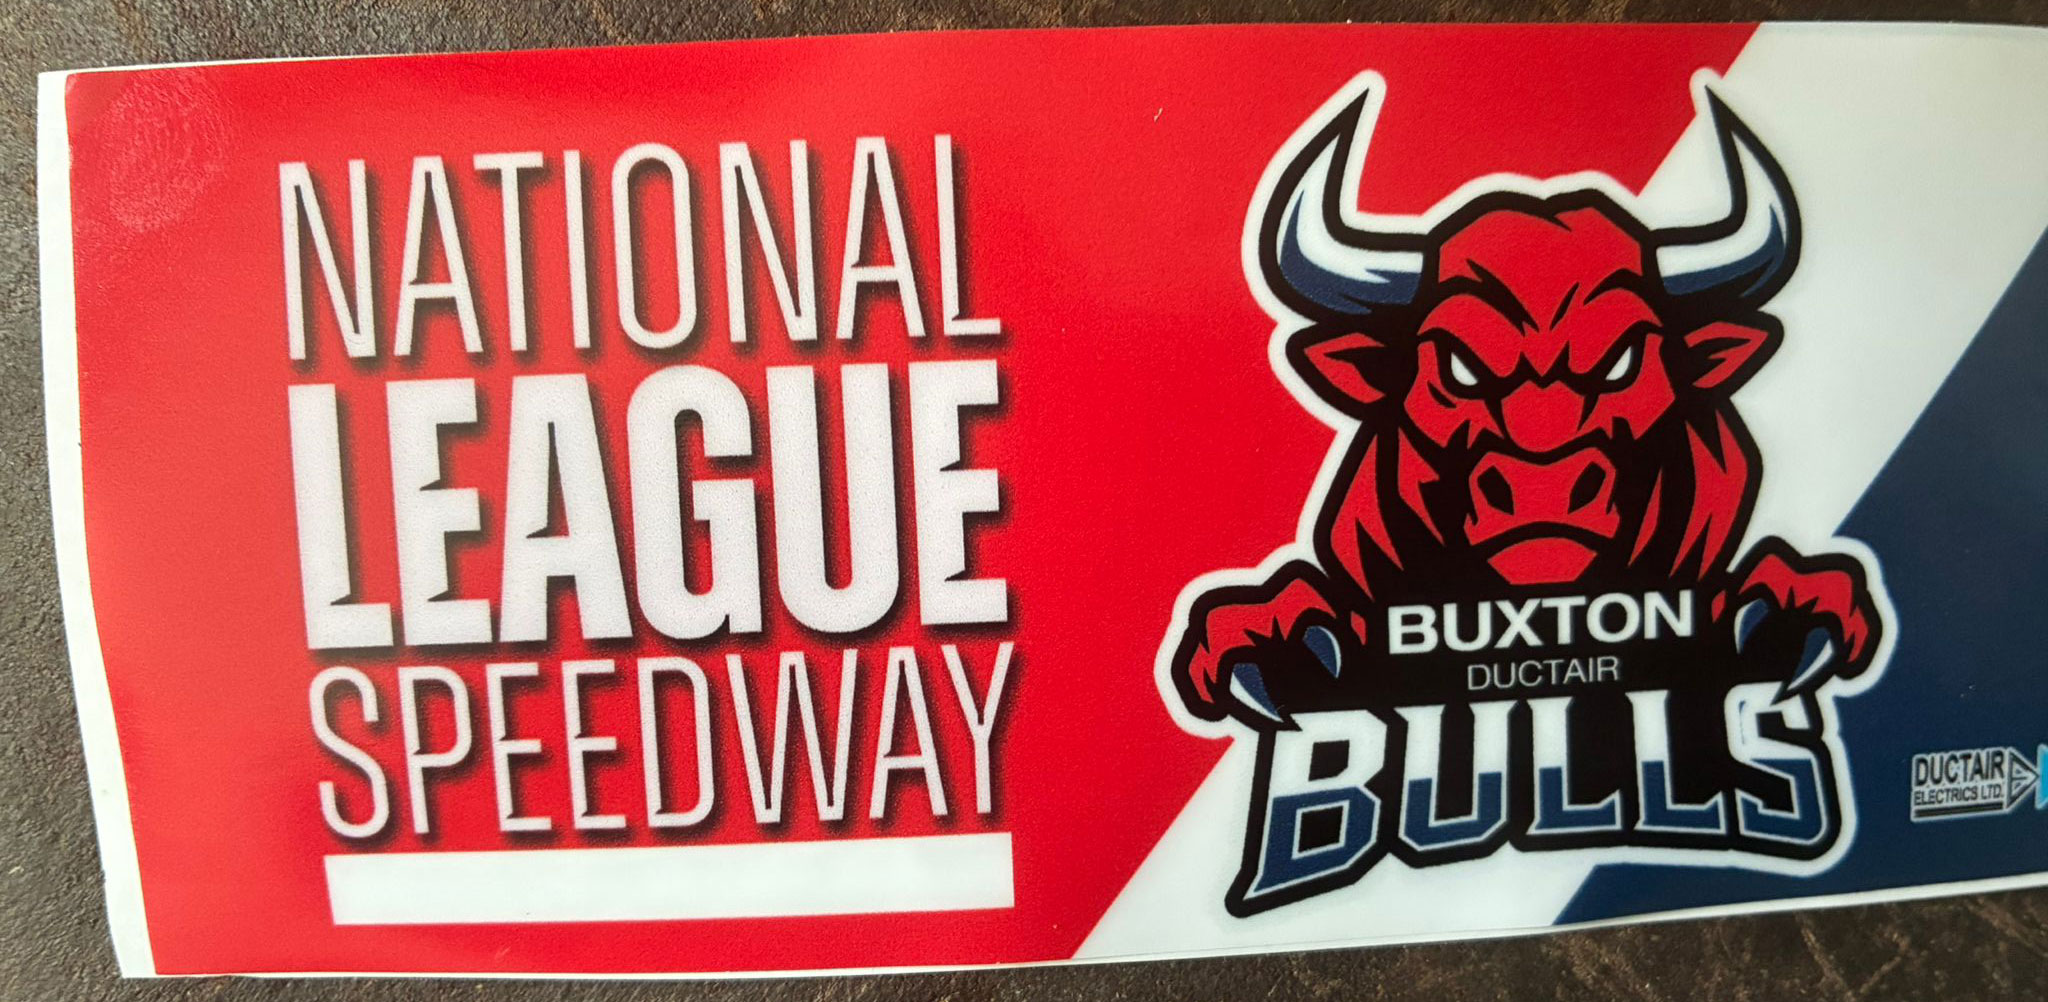 NATIONAL
LEAGUE
SPEEDWAY
BUXTON
DUCTAIR
BULLS
DUCTAIR
ELECTRICS LTD.